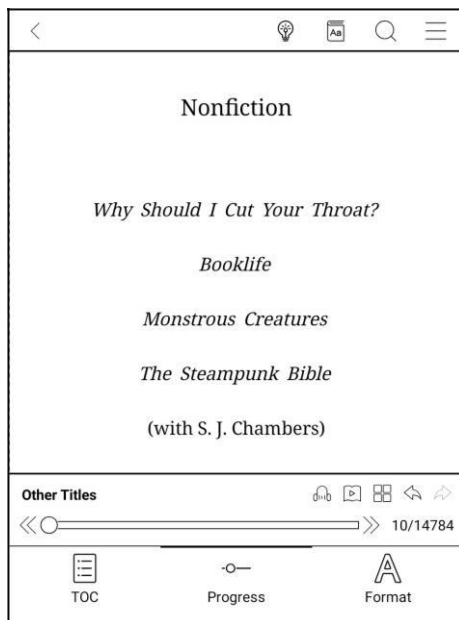 Aa
Nonfiction
Why Should I Cut Your Throat?
Booklife
Monstrous Creatures
The Steampunk Bible
(with S. J. Chambers)
Other Titles
10/14784
TOC
Progress
Format